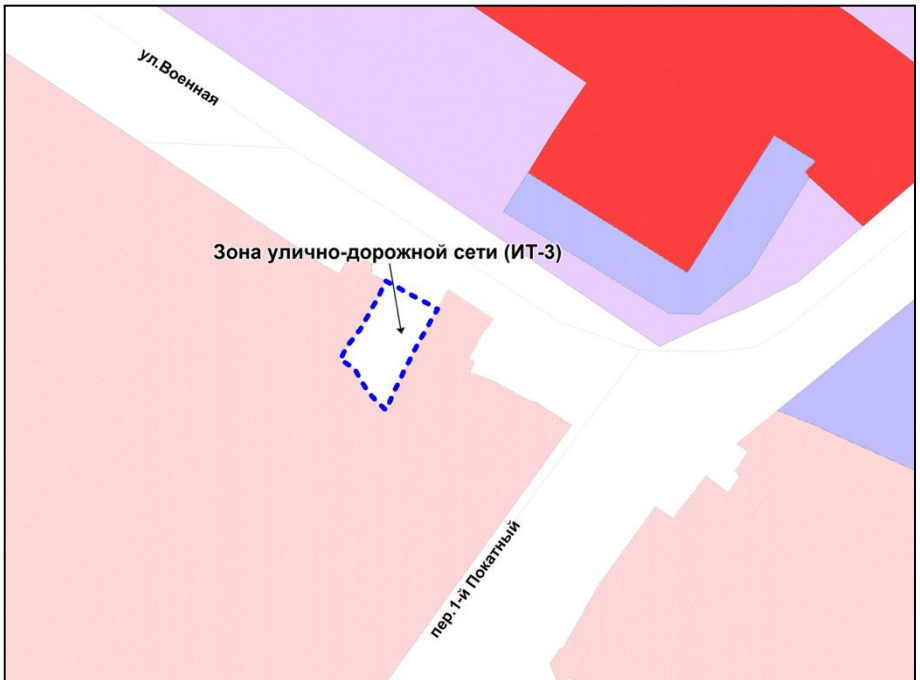 ул.Военная
Зона улично-дорожной сети (ИТ-3)
пер.1-й Покатный